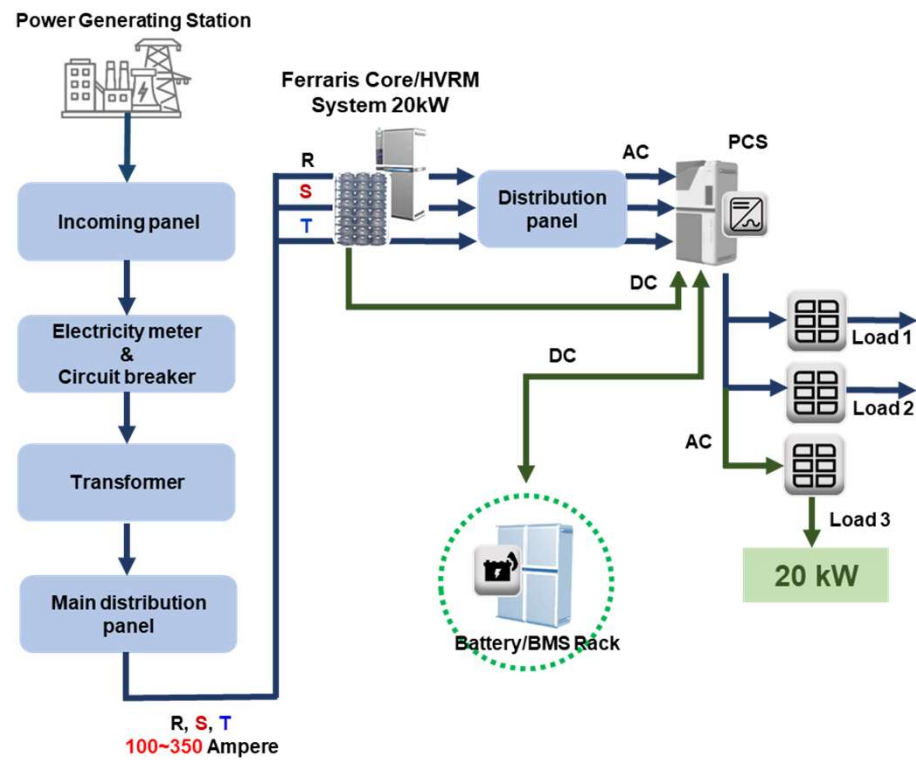 Power Generating Station
Incoming panel
Electricity meter
&
Circuit breaker
Transformer
Main distribution
panel
R, S, T
100~350 Ampere
Ferraris Core/HVRM
System 20kW
R
S
T
Distribution
panel
AC
PCS
DC
DC
Load 1
Load 2
AC
Load 3
20 kW
Battery/BMS Rack